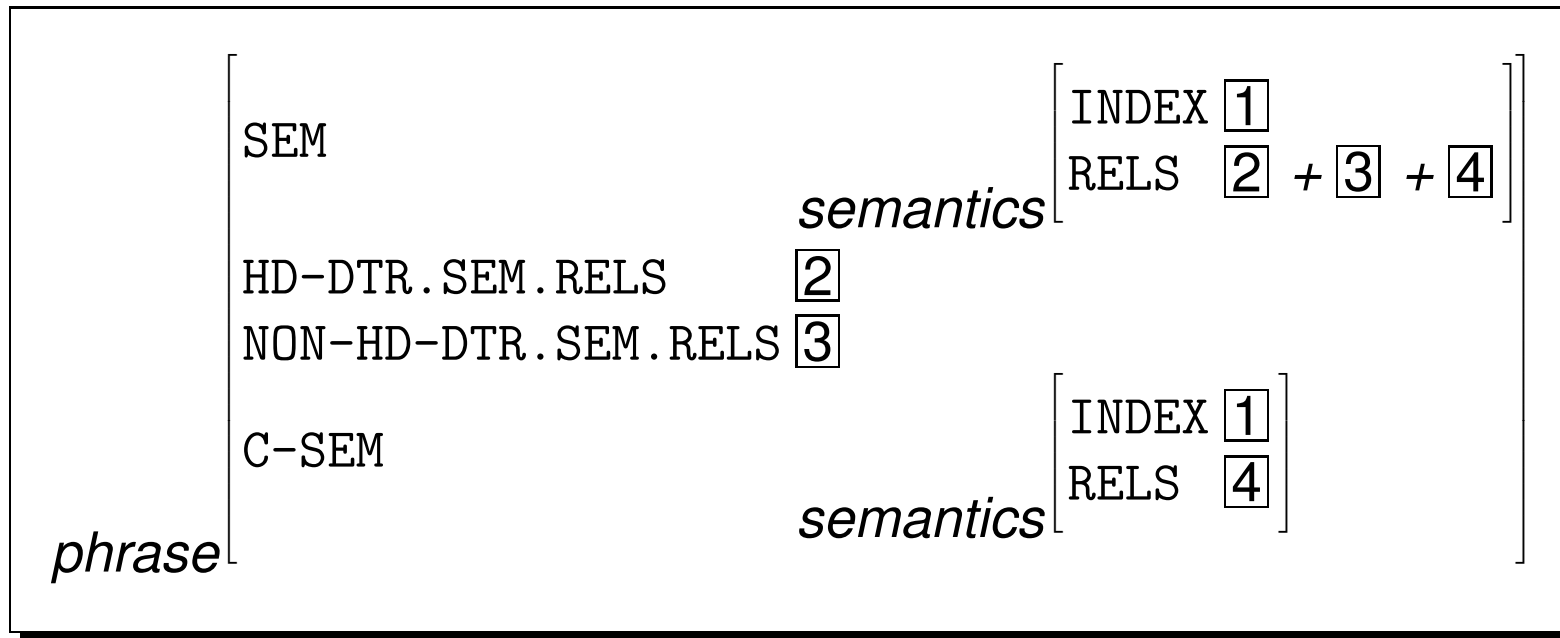 INDEX 1
SEM
RELS 2 + 3 + 4
semantics
HD-DTR.SEM.RELS 2
NON-HD-DTR.SEM.RELS 3
INDEX 1
C-SEM
RELS 4
semantics
phrase